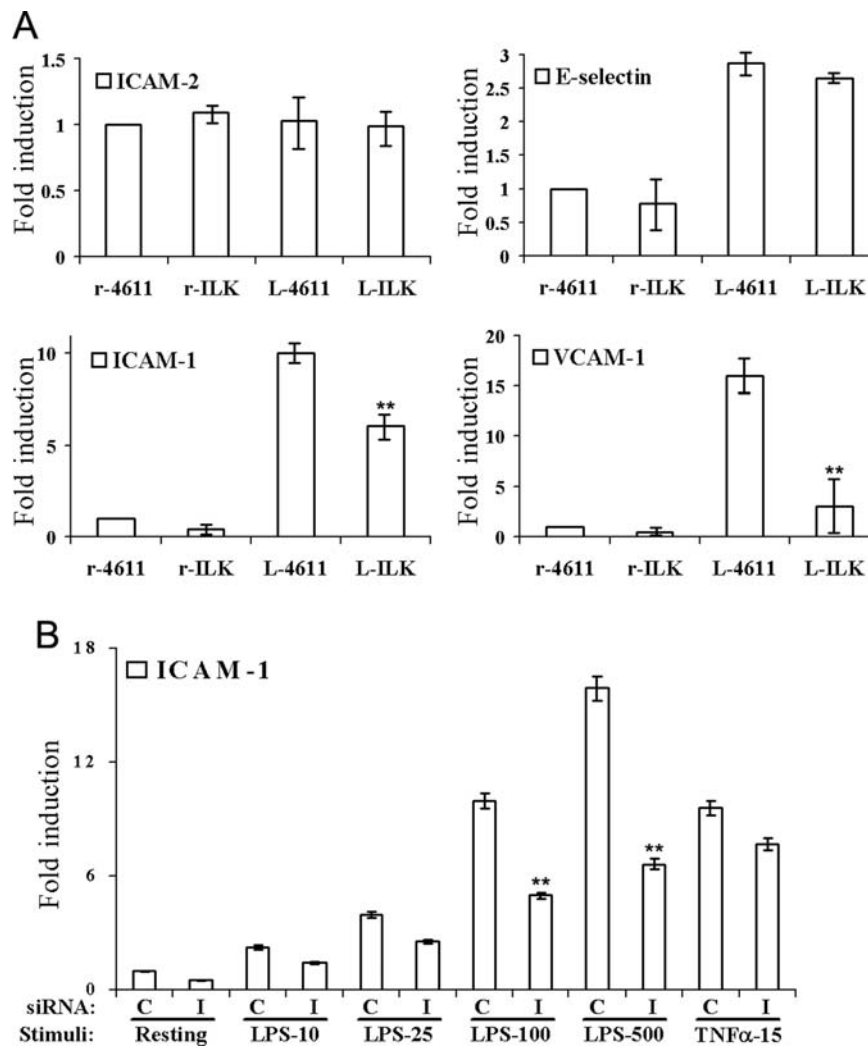 A
Fold induction
1.5
1
0.5
0
ICAM-2
r-4611 r-ILK L-4611 L-ILK
Fold induction
3
2.5
2
1.5
1
0.5
0
E-selectin
r-4611 r-ILK L-4611 L-ILK
Fold induction
10
5
0
ICAM-1
**
r-4611 r-ILK L-4611 L-ILK
Fold induction
20
15
10
5
0
VCAM-1
**
r-4611 r-ILK L-4611 L-ILK
B
Fold induction
18
12
6
0
ICAM-1
**
**
siRNA: C I C I C I C I C I C I
Stimuli: Resting LPS-10 LPS-25 LPS-100 LPS-500 TNFα-15